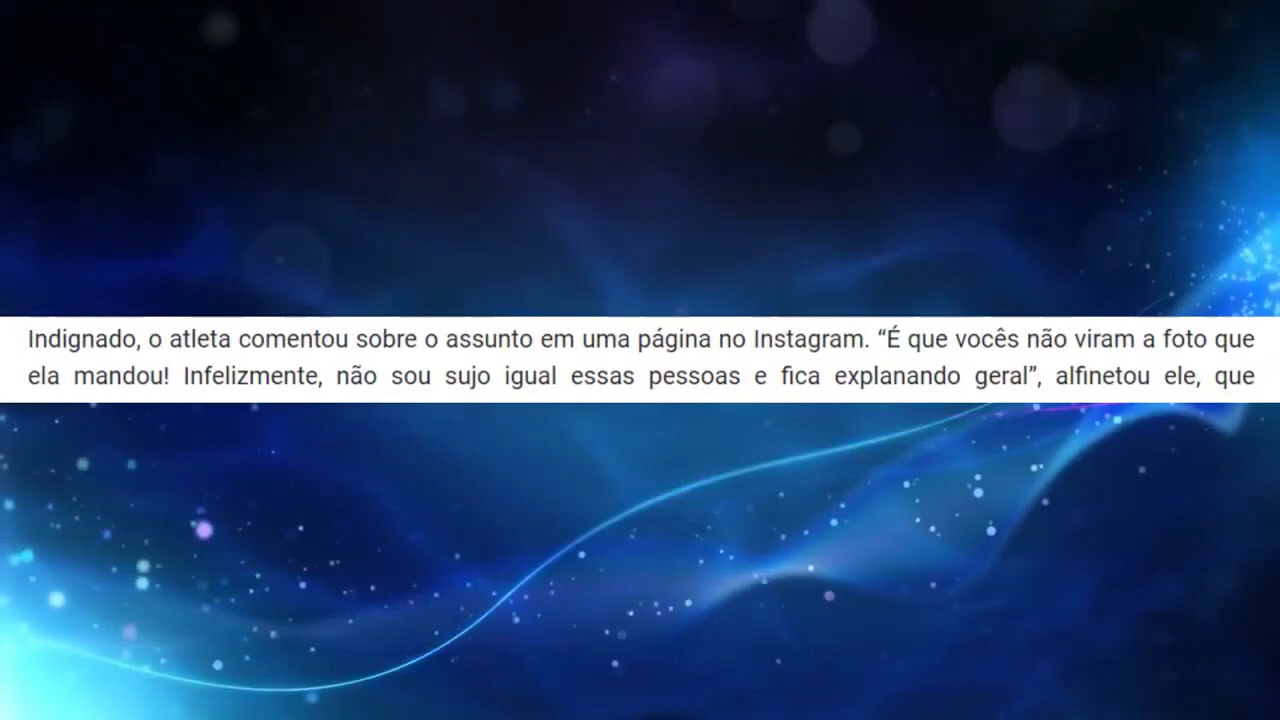 Indignado, o atleta comentou sobre o assunto em uma página no Instagram. “É que vocês não viram a foto que
ela mandou! Infelizmente, não sou sujo igual essas pessoas e fica explanando geral”, alfinetou ele, que